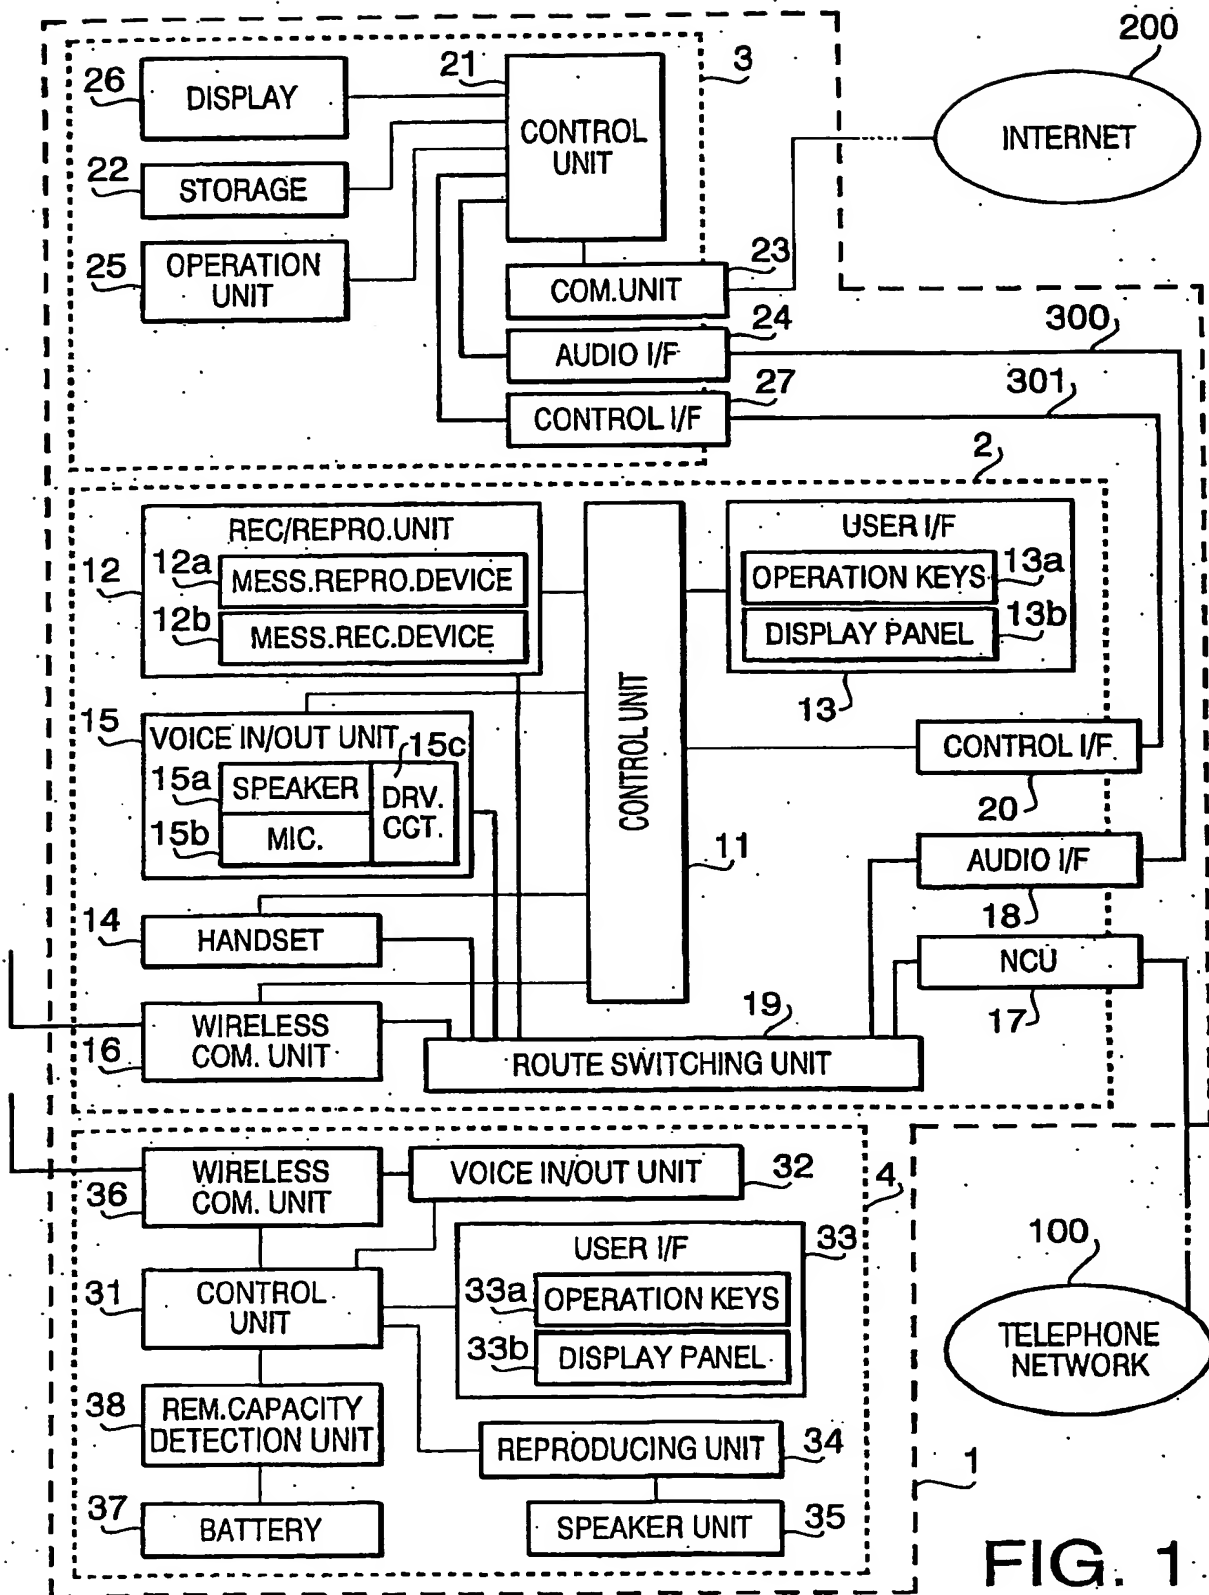 200
INTERNET
3
21
CONTROL
UNIT
26
DISPLAY
22
STORAGE
25
OPERATION
UNIT
23
COM.UNIT
24
AUDIO I/F
27
CONTROL I/F
300
301
2
REC/REPRO.UNIT
12
12a
MESS.REPRO.DEVICE
12b
MESS.REC.DEVICE
USER I/F
OPERATION KEYS
13a
DISPLAY PANEL
13b
13
CONTROL UNIT
11
15
VOICE IN/OUT UNIT
15c
15a
SPEAKER
DRV.
CCT.
15b
MIC.
CONTROL I/F
20
AUDIO I/F
18
14
HANDSET
NCU
17
16
WIRELESS
COM. UNIT
19
ROUTE SWITCHING UNIT
4
36
WIRELESS
COM. UNIT
VOICE IN/OUT UNIT
32
31
CONTROL
UNIT
USER I/F
33
33a
OPERATION KEYS
33b
DISPLAY PANEL
100
TELEPHONE
NETWORK
38
REM.CAPACITY
DETECTION UNIT
REPRODUCING UNIT
34
37
BATTERY
SPEAKER UNIT
35
1
FIG. 1